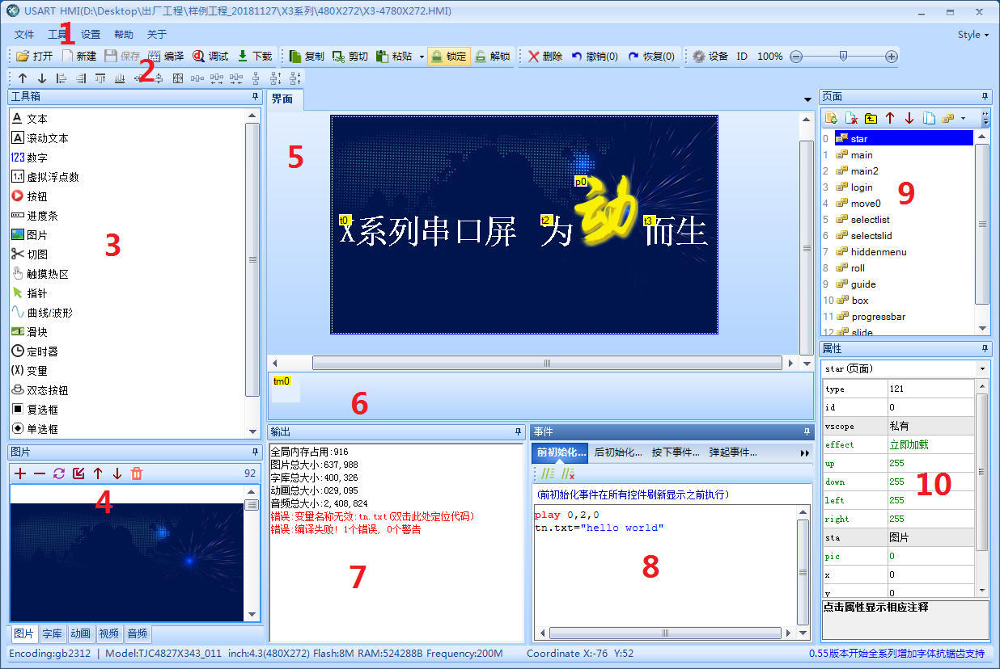 USART HMI(D:\Desktop\出厂工程\样例工程_20181127\X3系列\480X272\X3-4780X272.HMI)
文件 工具 设置 帮助 关于 Style
1
打开 新建 保存 编译 调试 下载 复制 剪切 粘贴 锁定 解锁 删除 撤销(0) 恢复(0) 设备 ID 100%
2
工具箱
文本
滚动文本
123 数字
1.1 虚拟浮点数
按钮
进度条
图片
切图
触摸热区
指针
曲线/波形
滑块
定时器
(X) 变量
双态按钮
复选框
单选框
3
图片
92
4
图片 字库 动画 视频 音频
界面
5
p0
t0 t2 t3
X系列串口屏 为 动 而生
tm0
6
输出
全局内存占用:916
图片总大小:637,988
字库总大小:400,326
动画总大小:029,095
音频总大小:2,408,824
错误:变量名称无效:tn.txt(双击此处定位代码)
错误:编译失败! 1个错误, 0个警告
7
事件
前初始化... 后初始化... 按下事件... 弹起事件...
(前初始化事件在所有控件刷新显示之前执行)
play 0,2,0
tn.txt="hello world"
8
页面
0 star
1 main
2 main2
3 login
4 move0
5 selectlist
6 selectslid
7 hiddenmenu
8 roll
9 guide
10 box
11 progressbar
12 slide
9
属性
star(页面)
type 121
id 0
vscope 私有
effect 立即加载
up 255
down 255
left 255
right 255
sta 图片
pic 0
x 0
y 0
10
点击属性显示相应注释
Encoding:gb2312 | Model:TJC4827X343_011 inch:4.3(480X272) Flash:8M RAM:524288B Frequency:200M Coordinate X:-76 Y:52 0.55版本开始全系列增加字体抗锯齿支持